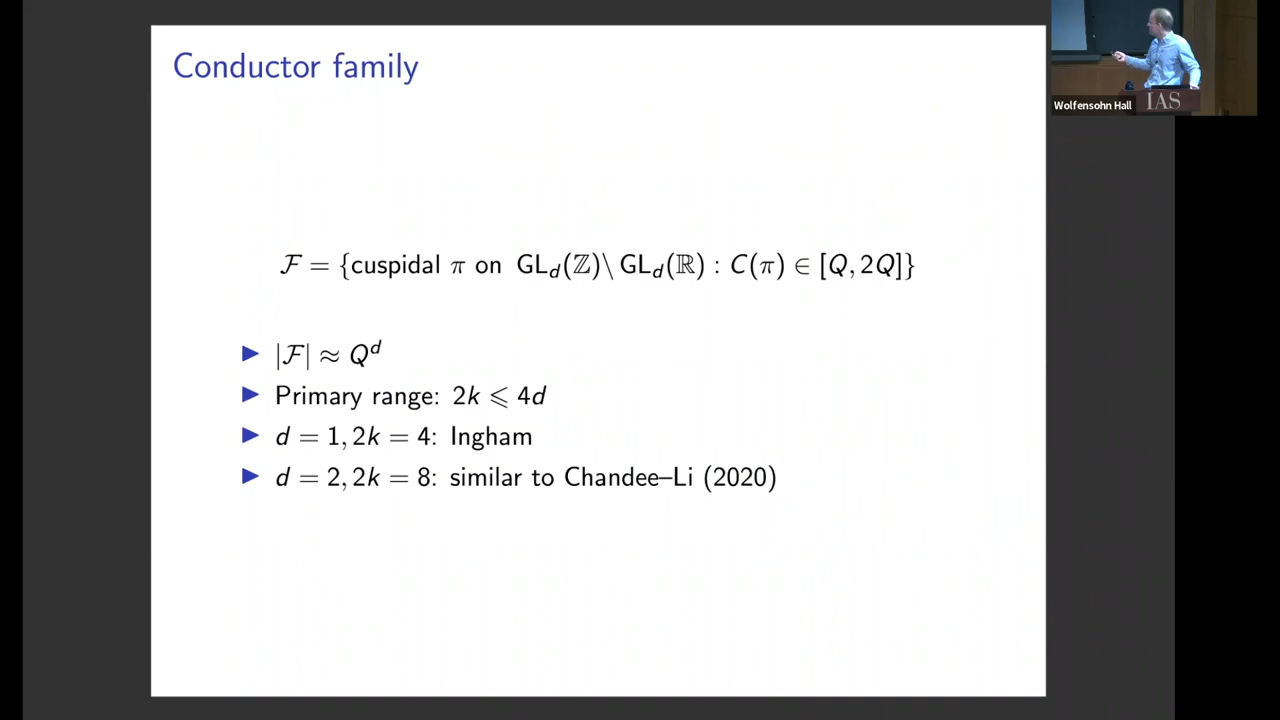 Conductor family
ℱ = {cuspidal π on GL_d(ℤ)\ GL_d(ℝ) : C(π) ∈ [Q, 2Q]}
▶ |ℱ| ≈ Q^d
▶ Primary range: 2k ⩽ 4d
▶ d = 1, 2k = 4: Ingham
▶ d = 2, 2k = 8: similar to Chandee–Li (2020)
Wolfensohn Hall
IAS